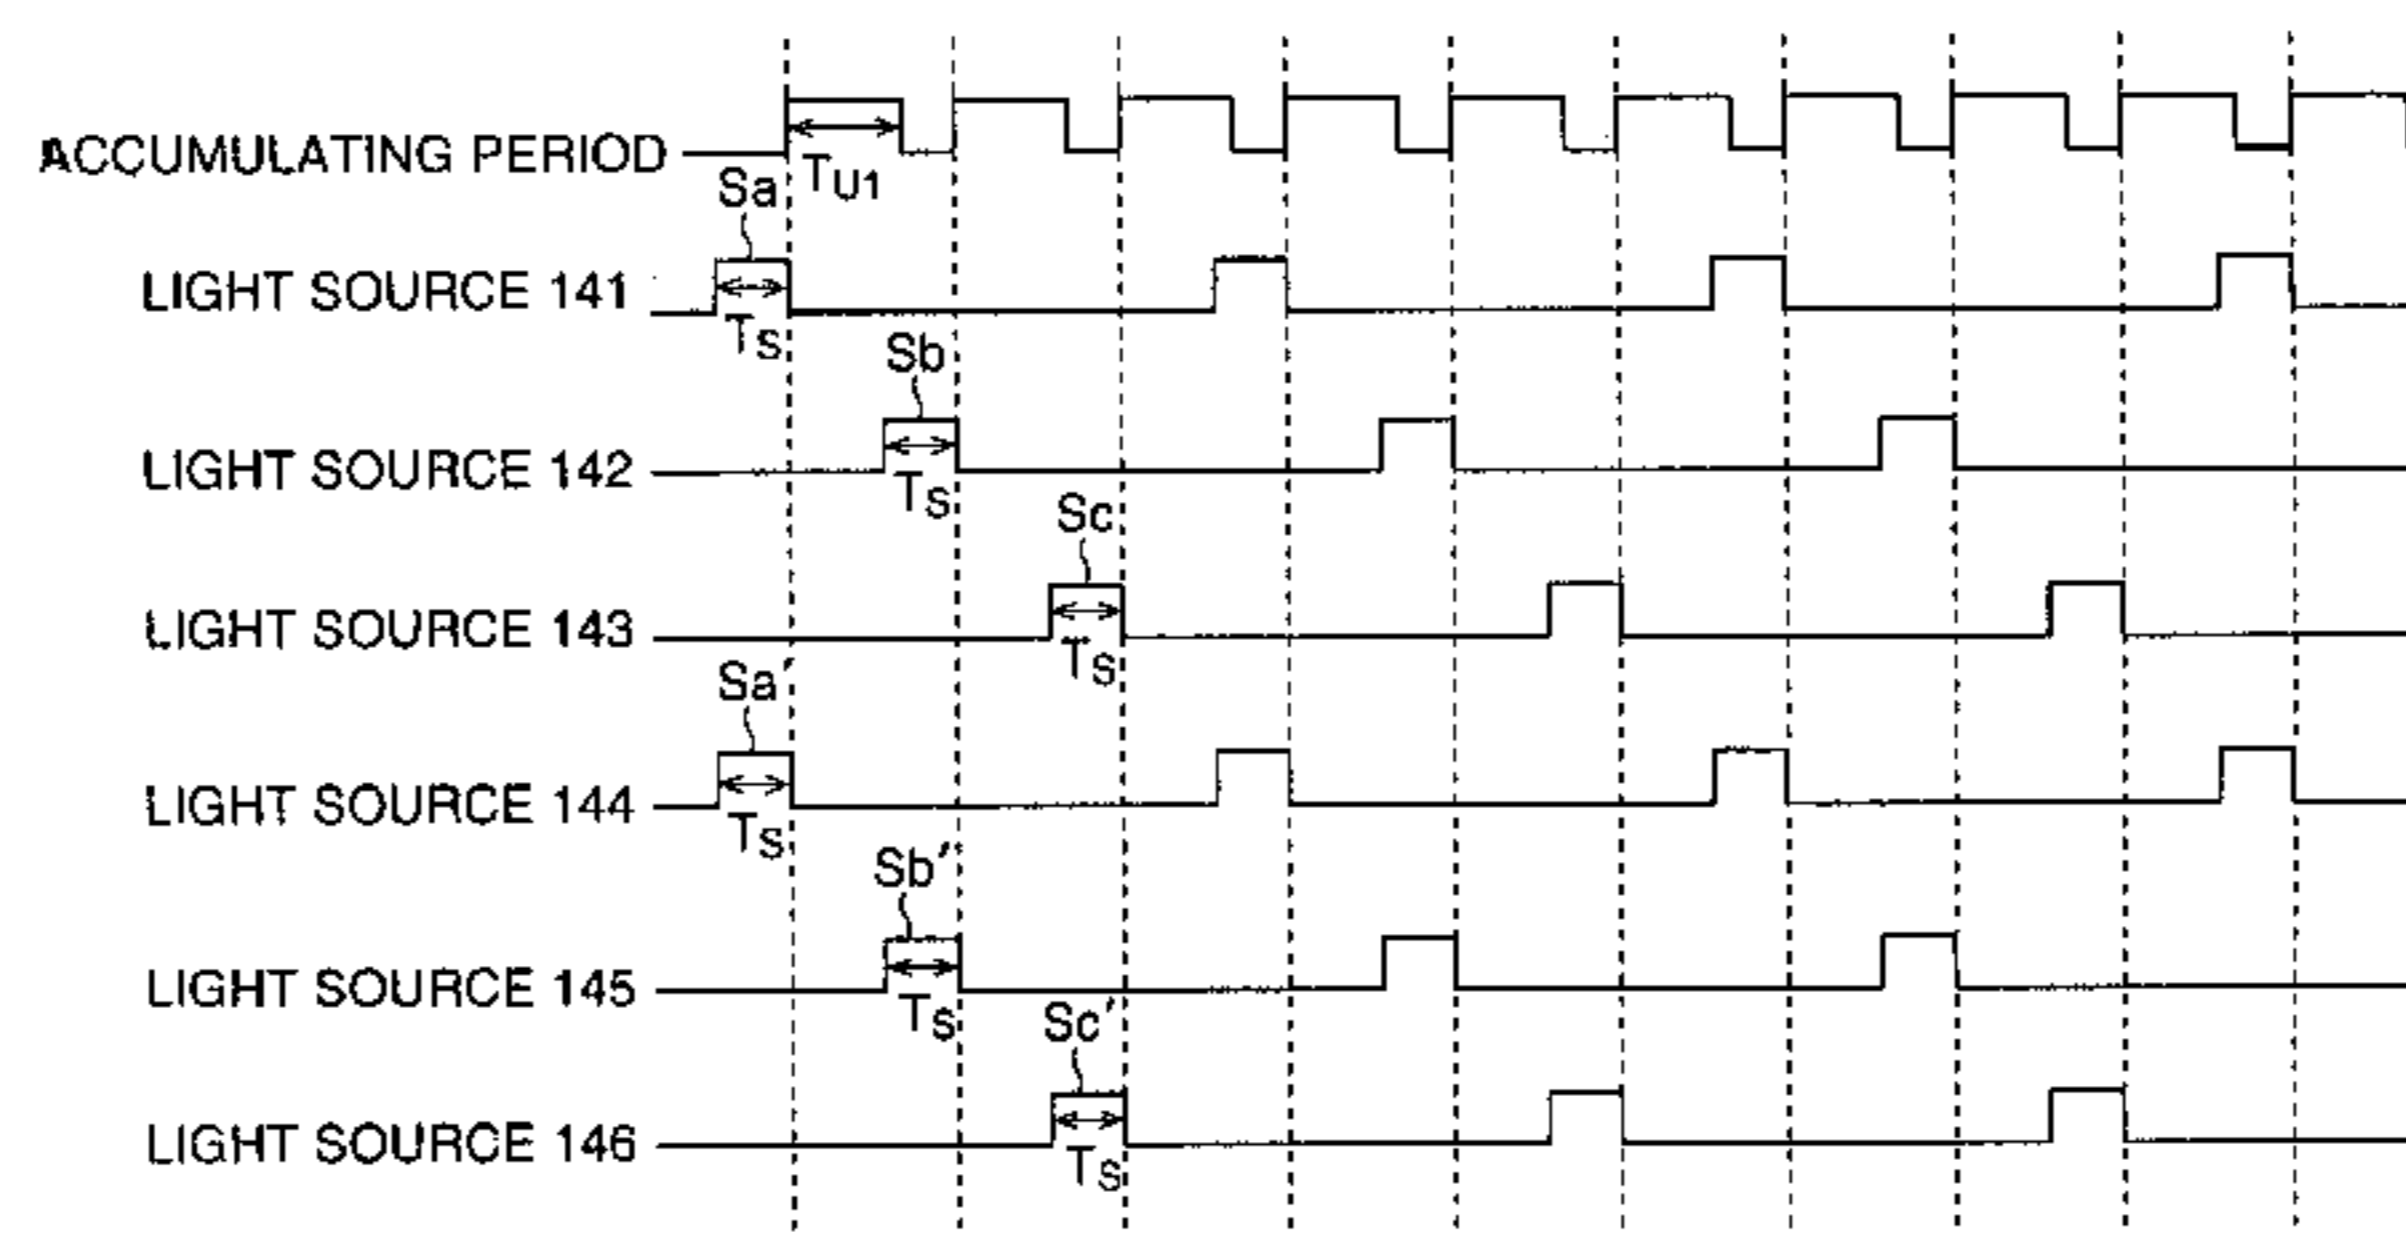 ACCUMULATING PERIOD
TU1
Sa
LIGHT SOURCE 141
TS
Sb
LIGHT SOURCE 142
TS
Sc
LIGHT SOURCE 143
TS
Sa'
LIGHT SOURCE 144
TS
Sb'
LIGHT SOURCE 145
TS
Sc'
LIGHT SOURCE 146
TS